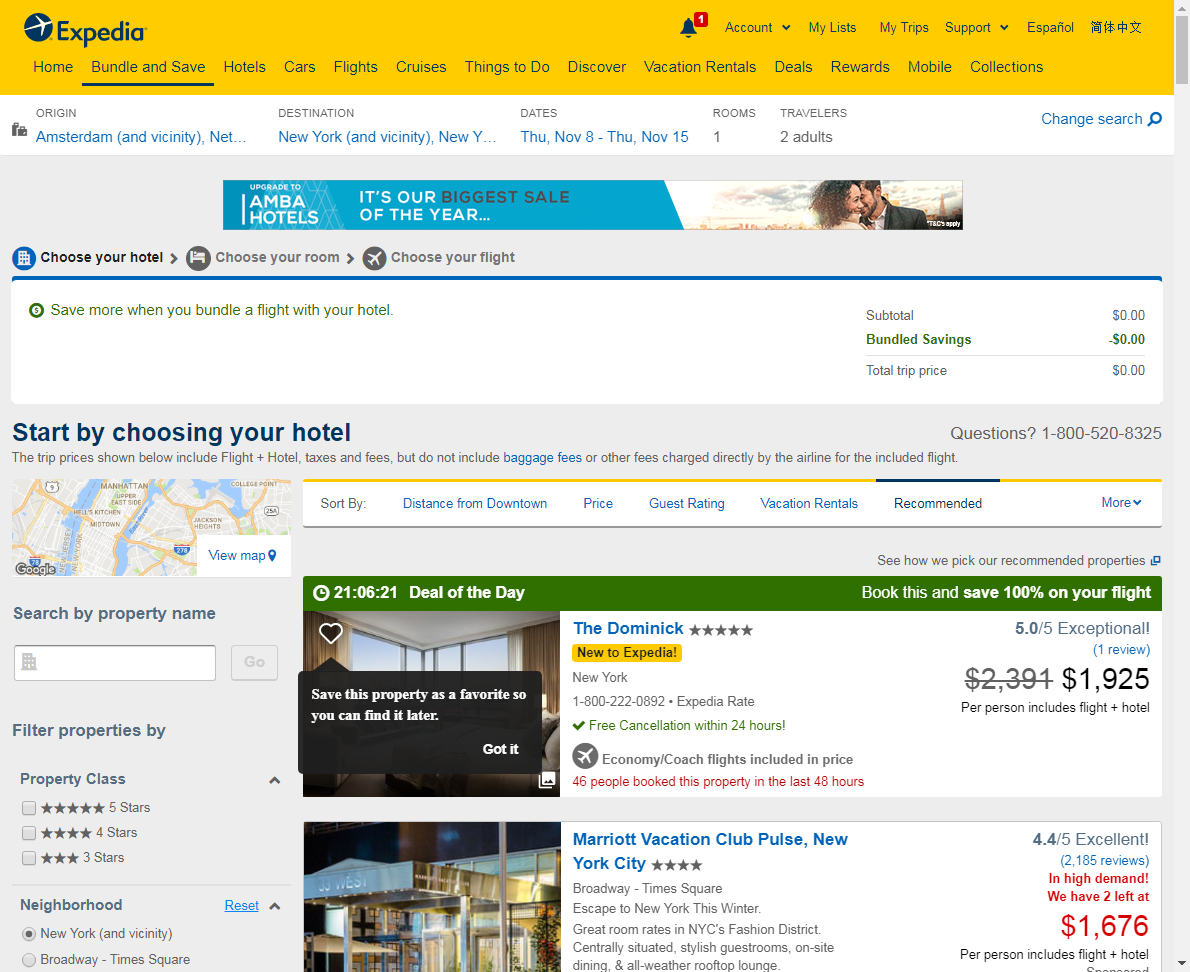 Expedia
1
Account
My Lists
My Trips
Support
Español
简体中文
Home
Bundle and Save
Hotels
Cars
Flights
Cruises
Things to Do
Discover
Vacation Rentals
Deals
Rewards
Mobile
Collections
ORIGIN
Amsterdam (and vicinity), Net...
DESTINATION
New York (and vicinity), New Y...
DATES
Thu, Nov 8 - Thu, Nov 15
ROOMS
1
TRAVELERS
2 adults
Change search
UPGRADE TO
AMBA
HOTELS
IT'S OUR BIGGEST SALE
OF THE YEAR...
*T&C's apply
Choose your hotel
Choose your room
Choose your flight
Save more when you bundle a flight with your hotel.
Subtotal $0.00
Bundled Savings -$0.00
Total trip price $0.00
Start by choosing your hotel
Questions? 1-800-520-8325
The trip prices shown below include Flight + Hotel, taxes and fees, but do not include baggage fees or other fees charged directly by the airline for the included flight.
MANHATTAN
COLLEGE POINT
9
UPPER
EAST SIDE
HELL'S KITCHEN
MIDTOWN
East River
25A
JACKSON
HEIGHTS
NEW JERSEY
NEW YORK
278
78
Google
View map
Sort By:
Distance from Downtown
Price
Guest Rating
Vacation Rentals
Recommended
More
See how we pick our recommended properties
Search by property name
Go
Filter properties by
Property Class
5 Stars
4 Stars
3 Stars
Neighborhood
Reset
New York (and vicinity)
Broadway - Times Square
21:06:21 Deal of the Day
Book this and save 100% on your flight
Save this property as a favorite so
you can find it later.
Got it
The Dominick
New to Expedia!
New York
1-800-222-0892 • Expedia Rate
Free Cancellation within 24 hours!
Economy/Coach flights included in price
46 people booked this property in the last 48 hours
5.0/5 Exceptional!
(1 review)
$2,391 $1,925
Per person includes flight + hotel
33 WEST
MARRIOTT VACATION CLUB
Marriott Vacation Club Pulse, New
York City
Broadway - Times Square
Escape to New York This Winter.
Great room rates in NYC's Fashion District.
Centrally situated, stylish guestrooms, on-site
dining, & all-weather rooftop lounge.
4.4/5 Excellent!
(2,185 reviews)
In high demand!
We have 2 left at
$1,676
Per person includes flight + hotel
Sponsored